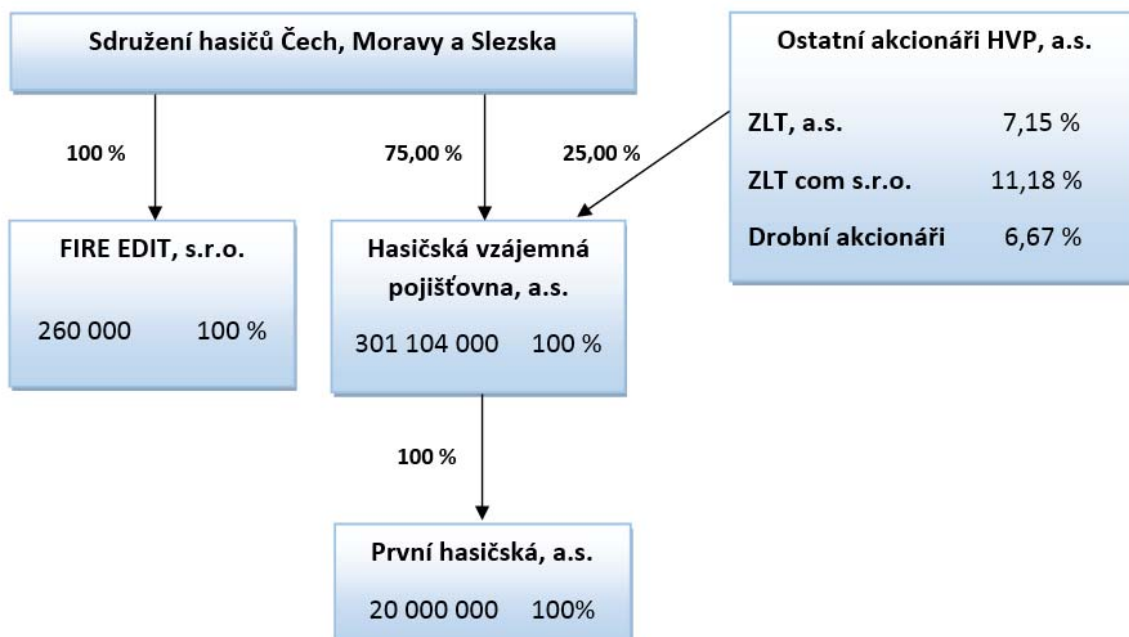 Sdružení hasičů Čech, Moravy a Slezska
Ostatní akcionáři HVP, a.s.
ZLT, a.s. 7,15 %
ZLT com s.r.o. 11,18 %
Drobní akcionáři 6,67 %
100 %
75,00 %
25,00 %
FIRE EDIT, s.r.o.
260 000 100 %
Hasičská vzájemná
pojišťovna, a.s.
301 104 000 100 %
100 %
První hasičská, a.s.
20 000 000 100%